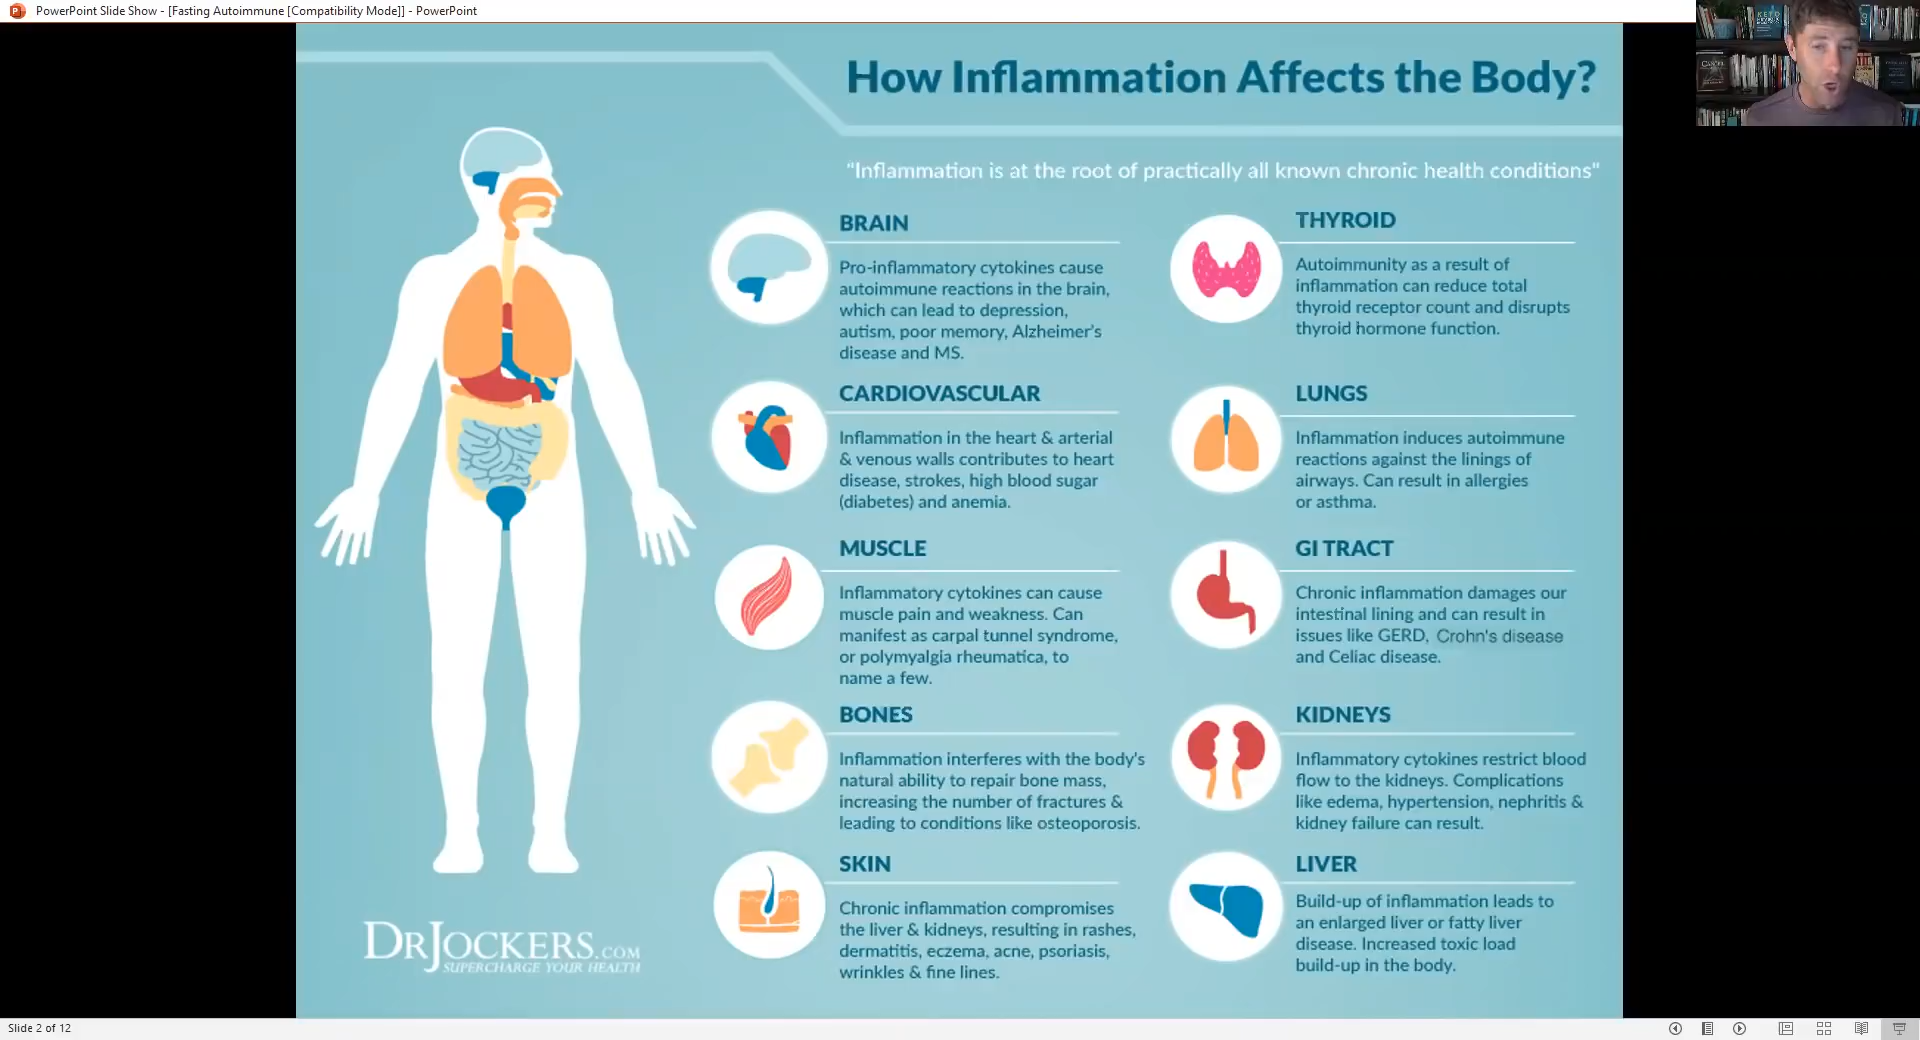 PowerPoint Slide Show - [Fasting Autoimmune [Compatibility Mode]] - PowerPoint
How Inflammation Affects the Body?
"Inflammation is at the root of practically all known chronic health conditions"
BRAIN
Pro-inflammatory cytokines cause
autoimmune reactions in the brain,
which can lead to depression,
autism, poor memory, Alzheimer's
disease and MS.
CARDIOVASCULAR
Inflammation in the heart & arterial
& venous walls contributes to heart
disease, strokes, high blood sugar
(diabetes) and anemia.
MUSCLE
Inflammatory cytokines can cause
muscle pain and weakness. Can
manifest as carpal tunnel syndrome,
or polymyalgia rheumatica, to
name a few.
BONES
Inflammation interferes with the body's
natural ability to repair bone mass,
increasing the number of fractures &
leading to conditions like osteoporosis.
SKIN
Chronic inflammation compromises
the liver & kidneys, resulting in rashes,
dermatitis, eczema, acne, psoriasis,
wrinkles & fine lines.
THYROID
Autoimmunity as a result of
inflammation can reduce total
thyroid receptor count and disrupts
thyroid hormone function.
LUNGS
Inflammation induces autoimmune
reactions against the linings of
airways. Can result in allergies
or asthma.
GI TRACT
Chronic inflammation damages our
intestinal lining and can result in
issues like GERD, Crohn's disease
and Celiac disease.
KIDNEYS
Inflammatory cytokines restrict blood
flow to the kidneys. Complications
like edema, hypertension, nephritis &
kidney failure can result.
LIVER
Build-up of inflammation leads to
an enlarged liver or fatty liver
disease. Increased toxic load
build-up in the body.
DRJOCKERS.COM
SUPERCHARGE YOUR HEALTH
Slide 2 of 12